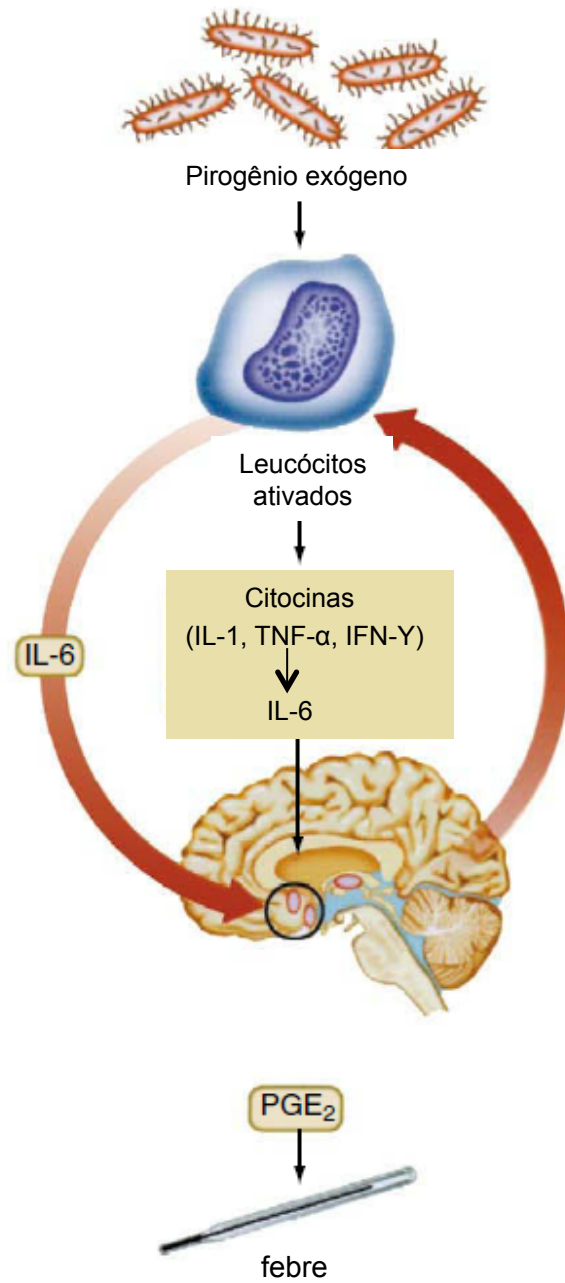 Pirogênio exógeno
Leucócitos
ativados
Citocinas
(IL-1, TNF-α, IFN-Y)
IL-6
IL-6
PGE₂
febre